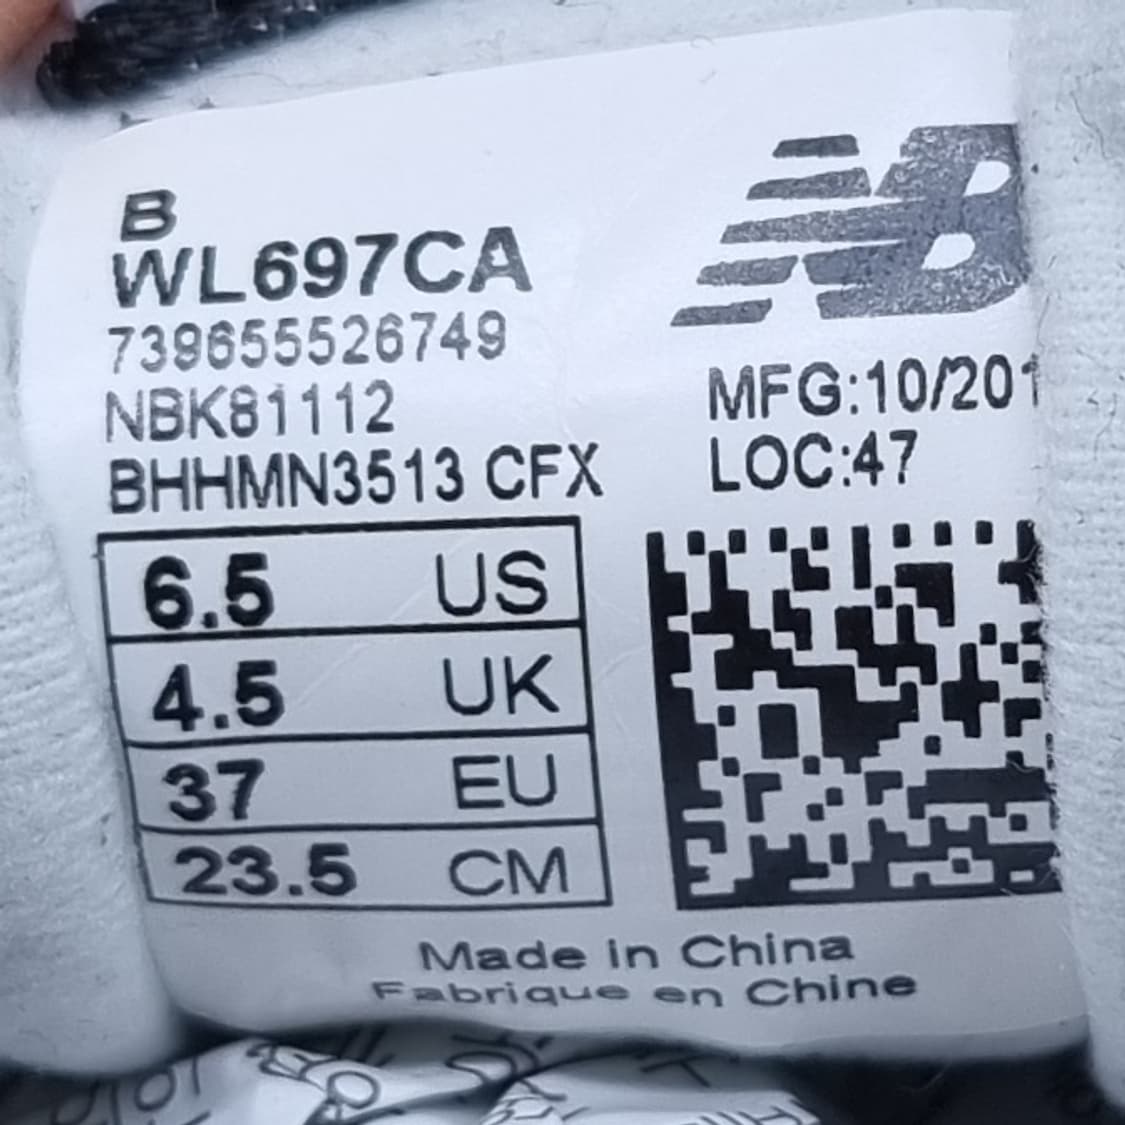 B
WL697CA
739655526749
NBK81112
BHHMN3513 CFX
NB
MFG:10/201
LOC:47
6.5 US
4.5 UK
37 EU
23.5 CM
Made in China
Fabrique en Chine